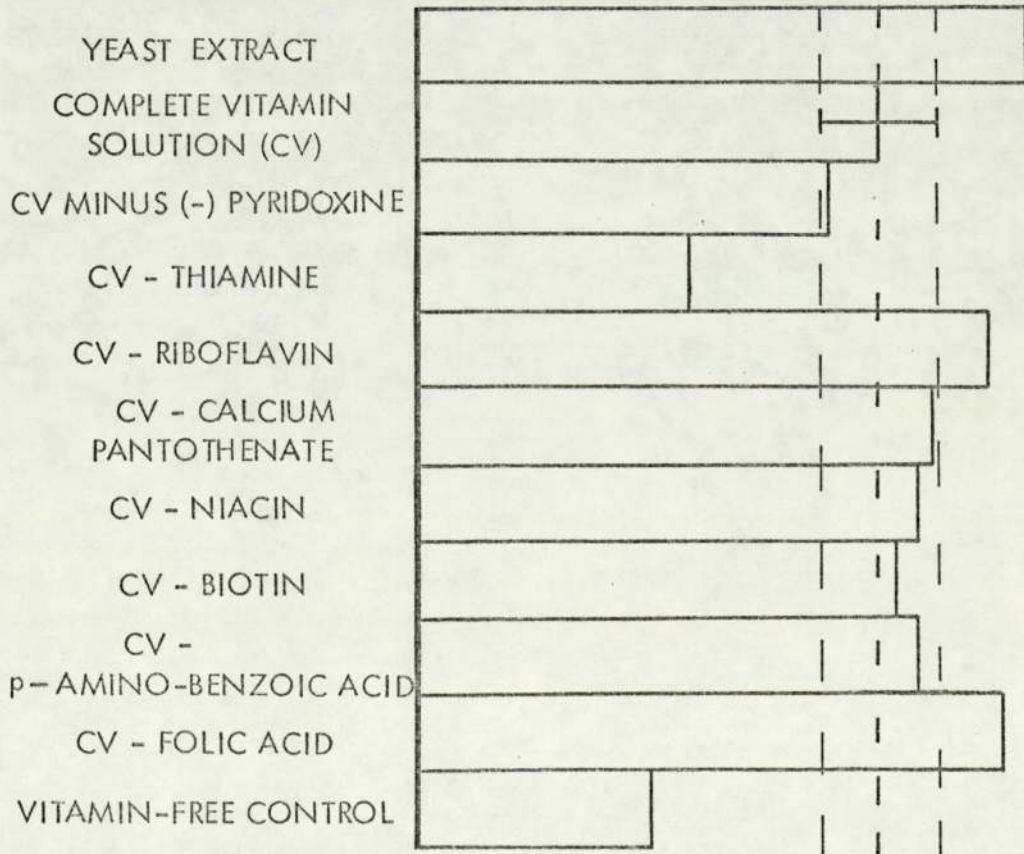 YEAST EXTRACT
COMPLETE VITAMIN
SOLUTION (CV)
CV MINUS (-) PYRIDOXINE
CV - THIAMINE
CV - RIBOFLAVIN
CV - CALCIUM
PANTOTHENATE
CV - NIACIN
CV - BIOTIN
CV -
p-AMINO-BENZOIC ACID
CV - FOLIC ACID
VITAMIN-FREE CONTROL